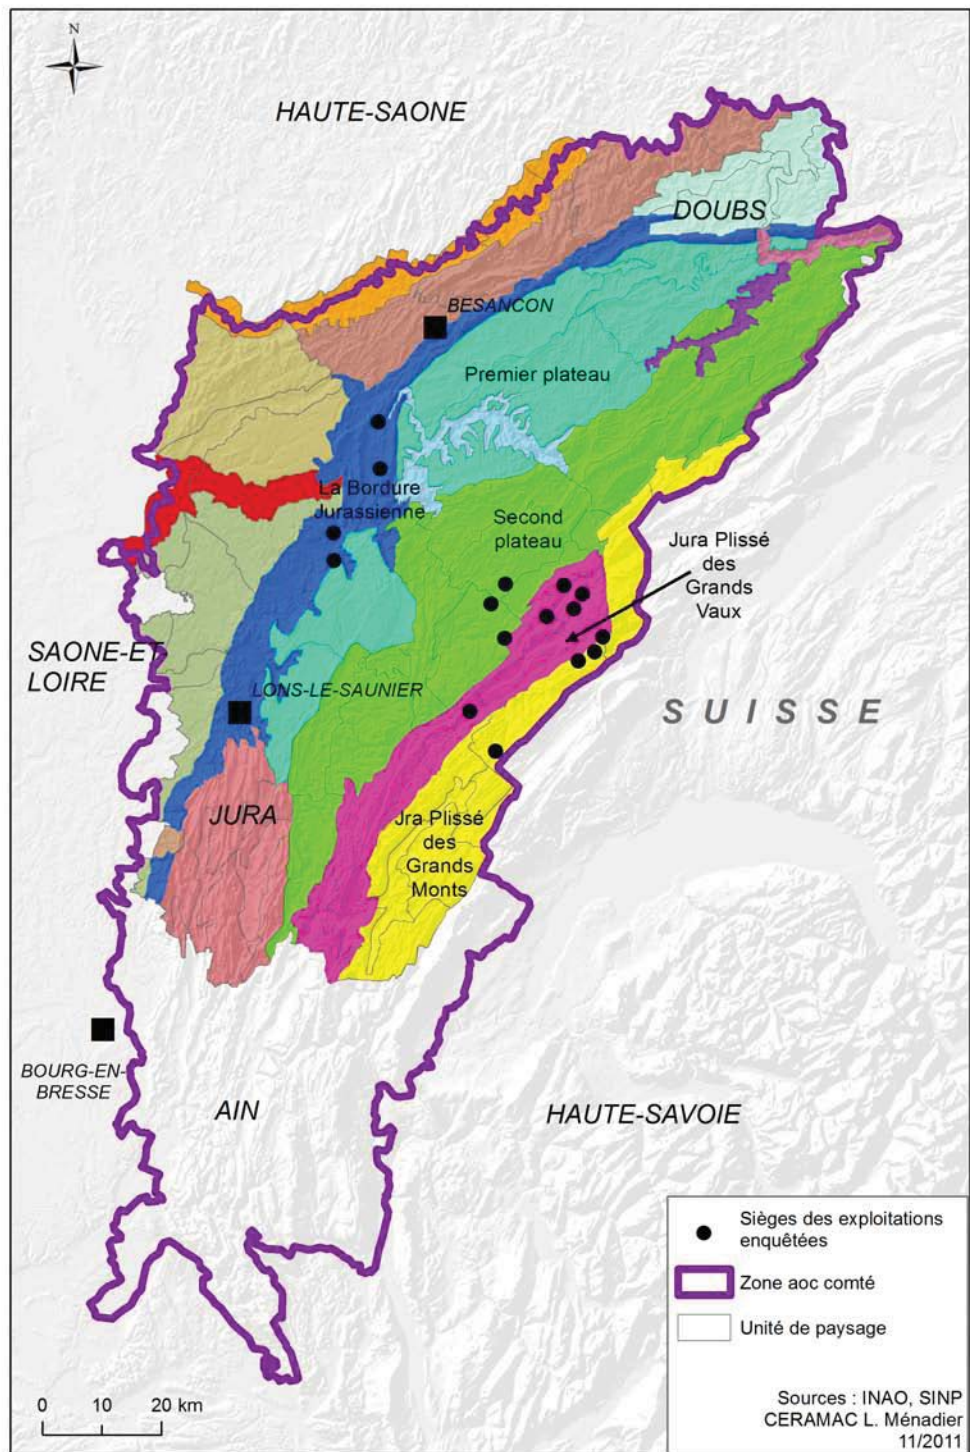 N
HAUTE-SAONE
DOUBS
BESANCON
Premier plateau
La Bordure
Jurassienne
Second
plateau
Jura Plissé
des
Grands
Vaux
SAONE-ET-
LOIRE
LONS-LE-SAUNIER
SUISSE
JURA
Jra Plissé
des
Grands
Monts
BOURG-EN-
BRESSE
AIN
HAUTE-SAVOIE
Sièges des exploitations
enquêtées
Zone aoc comté
Unité de paysage
0 10 20 km
Sources : INAO, SINP
CERAMAC L. Ménadier
11/2011